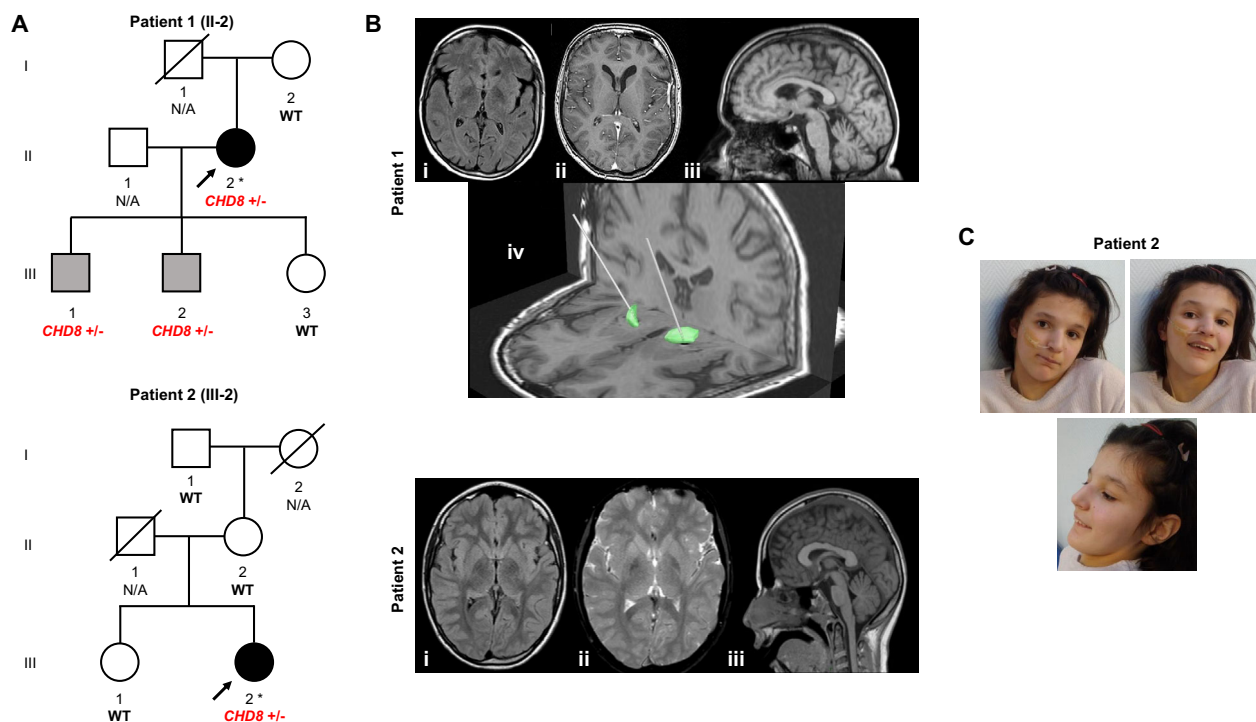 A
Patient 1 (II-2)
I
1
N/A
2
WT
II
1
N/A
2 *
CHD8 +/-
III
1
CHD8 +/-
2
CHD8 +/-
3
WT
Patient 2 (III-2)
I
1
WT
2
N/A
II
1
N/A
2
WT
III
1
WT
2 *
CHD8 +/-
B
Patient 1
i
ii
iii
iv
Patient 2
i
ii
iii
C
Patient 2